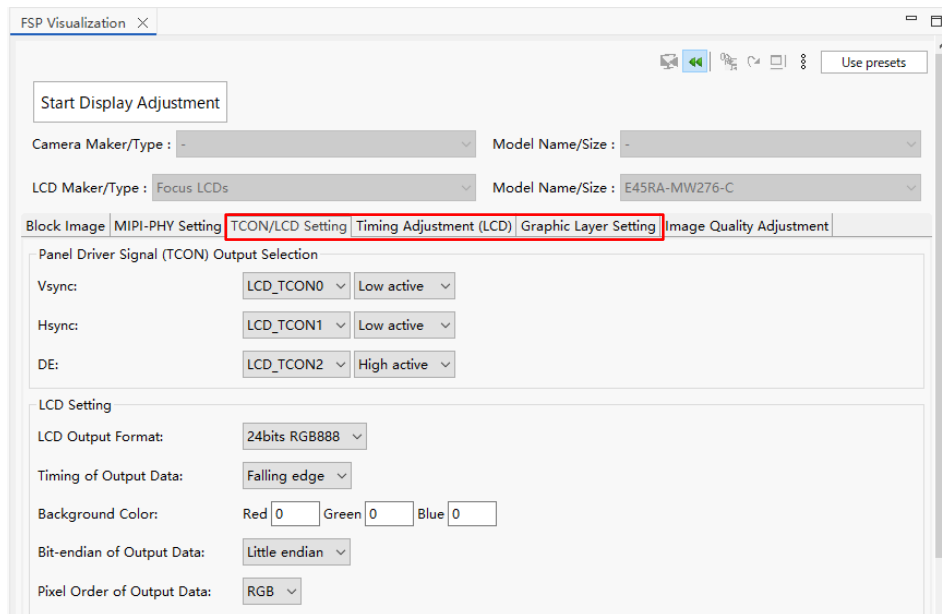 FSP Visualization
Use presets
Start Display Adjustment
Camera Maker/Type : - Model Name/Size : -
LCD Maker/Type : Focus LCDs Model Name/Size : E45RA-MW276-C
Block Image MIPI-PHY Setting TCON/LCD Setting Timing Adjustment (LCD) Graphic Layer Setting Image Quality Adjustment
Panel Driver Signal (TCON) Output Selection
Vsync: LCD_TCON0 Low active
Hsync: LCD_TCON1 Low active
DE: LCD_TCON2 High active
LCD Setting
LCD Output Format: 24bits RGB888
Timing of Output Data: Falling edge
Background Color: Red 0 Green 0 Blue 0
Bit-endian of Output Data: Little endian
Pixel Order of Output Data: RGB